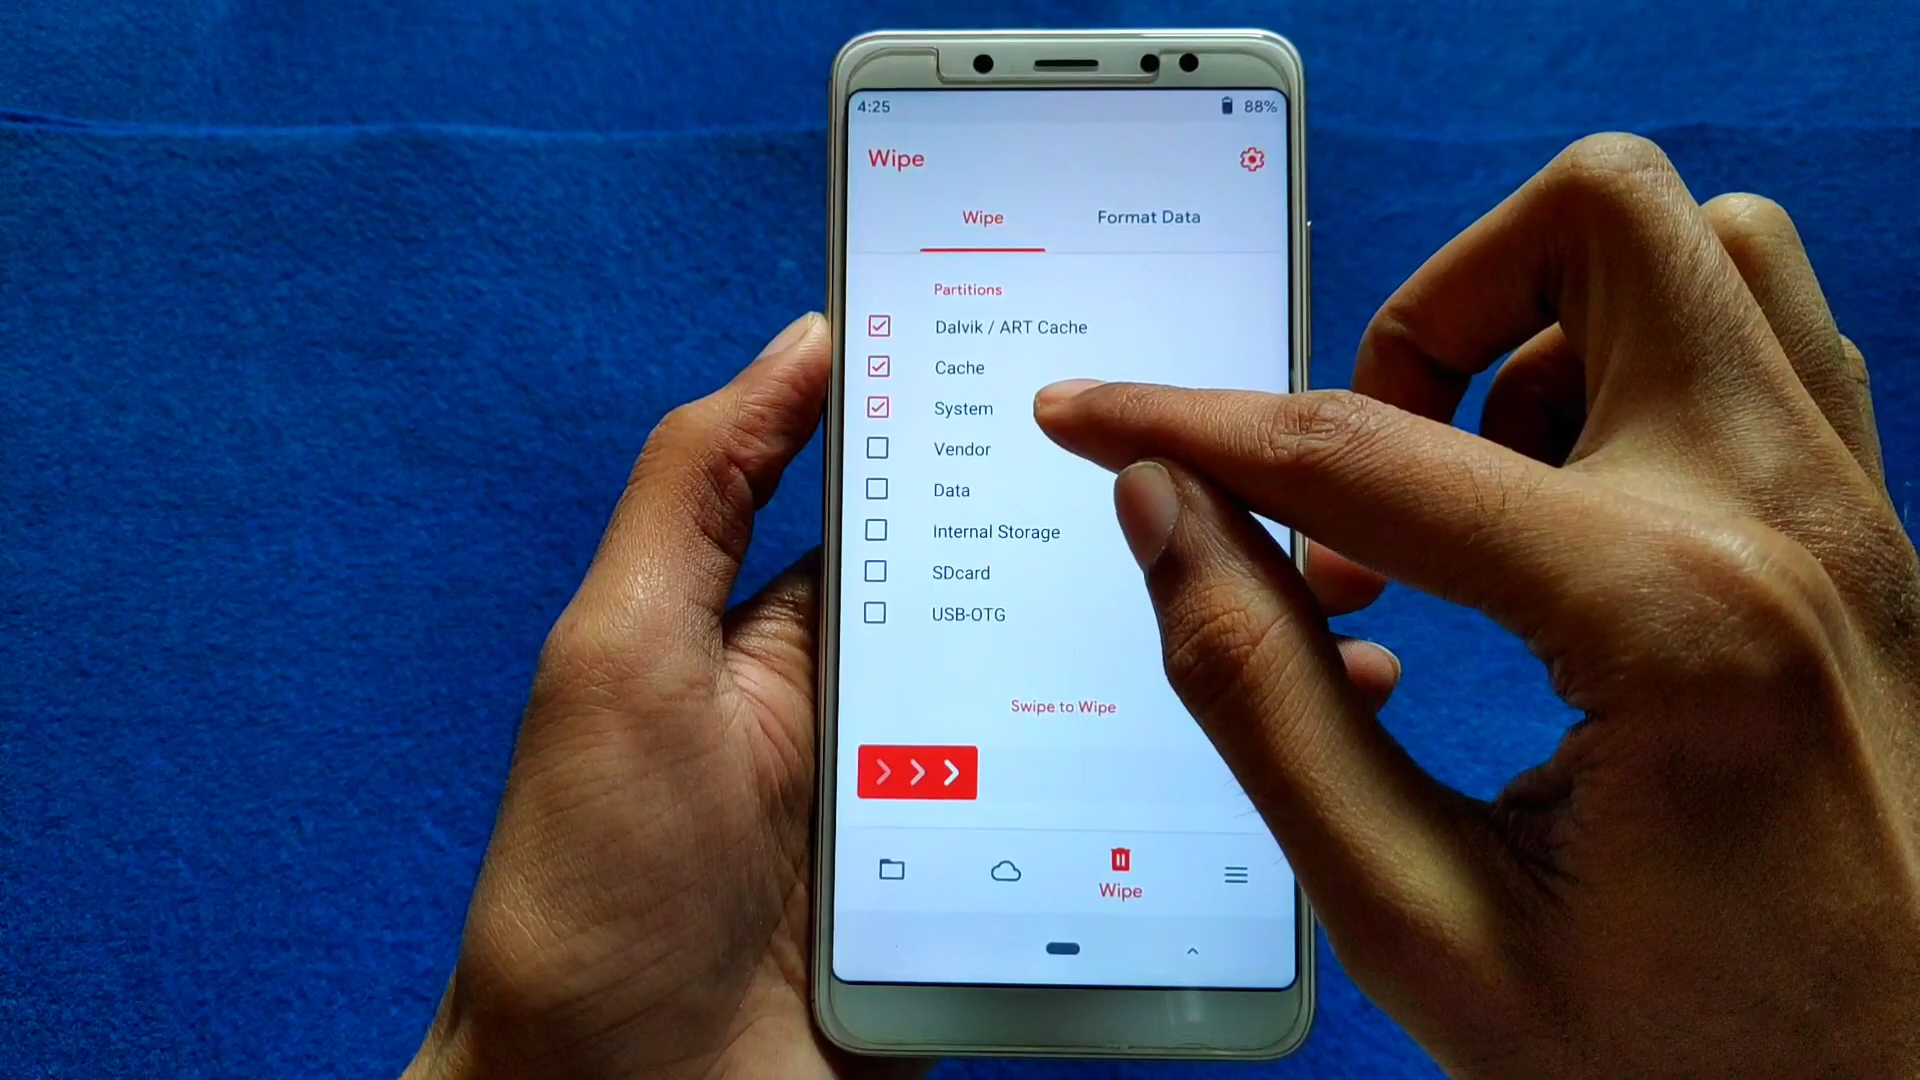 4:25 88%
Wipe
Wipe Format Data
Partitions
Dalvik / ART Cache
Cache
System
Vendor
Data
Internal Storage
SDcard
USB-OTG
Swipe to Wipe
Wipe